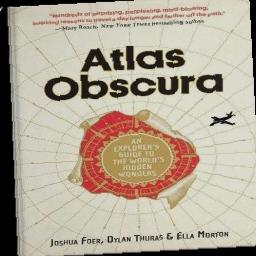 "Hundreds of surprising, perplexing, mind-blowing,
inspiring reasons to travel a day longer and farther off the path."
—Mary Roach, New York Times bestselling author
Atlas
Obscura
AN
EXPLORER'S
GUIDE TO
THE WORLD'S
HIDDEN
WONDERS
Joshua Foer, Dylan Thuras & Ella Morton